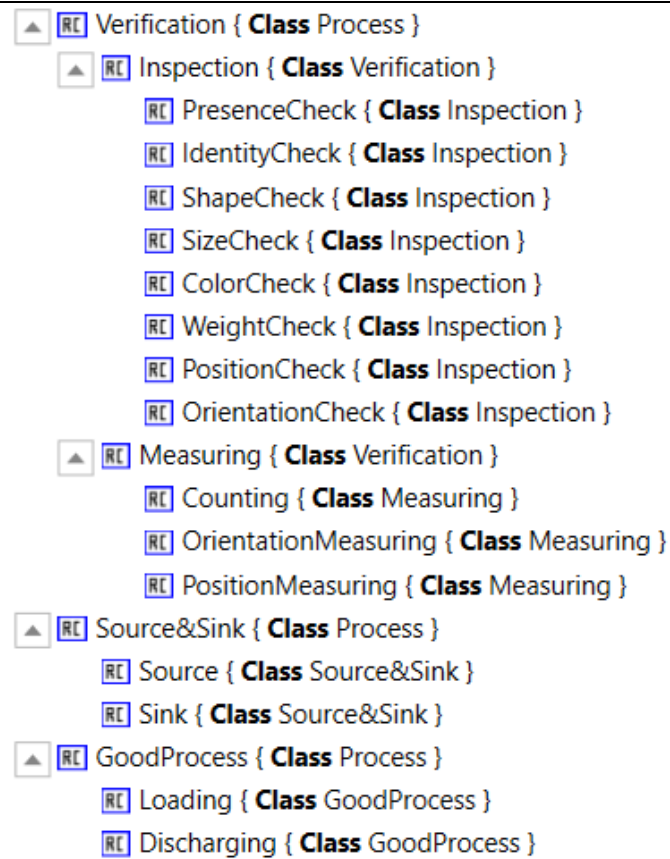 RC Verification { Class Process }
RC Inspection { Class Verification }
RC PresenceCheck { Class Inspection }
RC IdentityCheck { Class Inspection }
RC ShapeCheck { Class Inspection }
RC SizeCheck { Class Inspection }
RC ColorCheck { Class Inspection }
RC WeightCheck { Class Inspection }
RC PositionCheck { Class Inspection }
RC OrientationCheck { Class Inspection }
RC Measuring { Class Verification }
RC Counting { Class Measuring }
RC OrientationMeasuring { Class Measuring }
RC PositionMeasuring { Class Measuring }
RC Source&Sink { Class Process }
RC Source { Class Source&Sink }
RC Sink { Class Source&Sink }
RC GoodProcess { Class Process }
RC Loading { Class GoodProcess }
RC Discharging { Class GoodProcess }